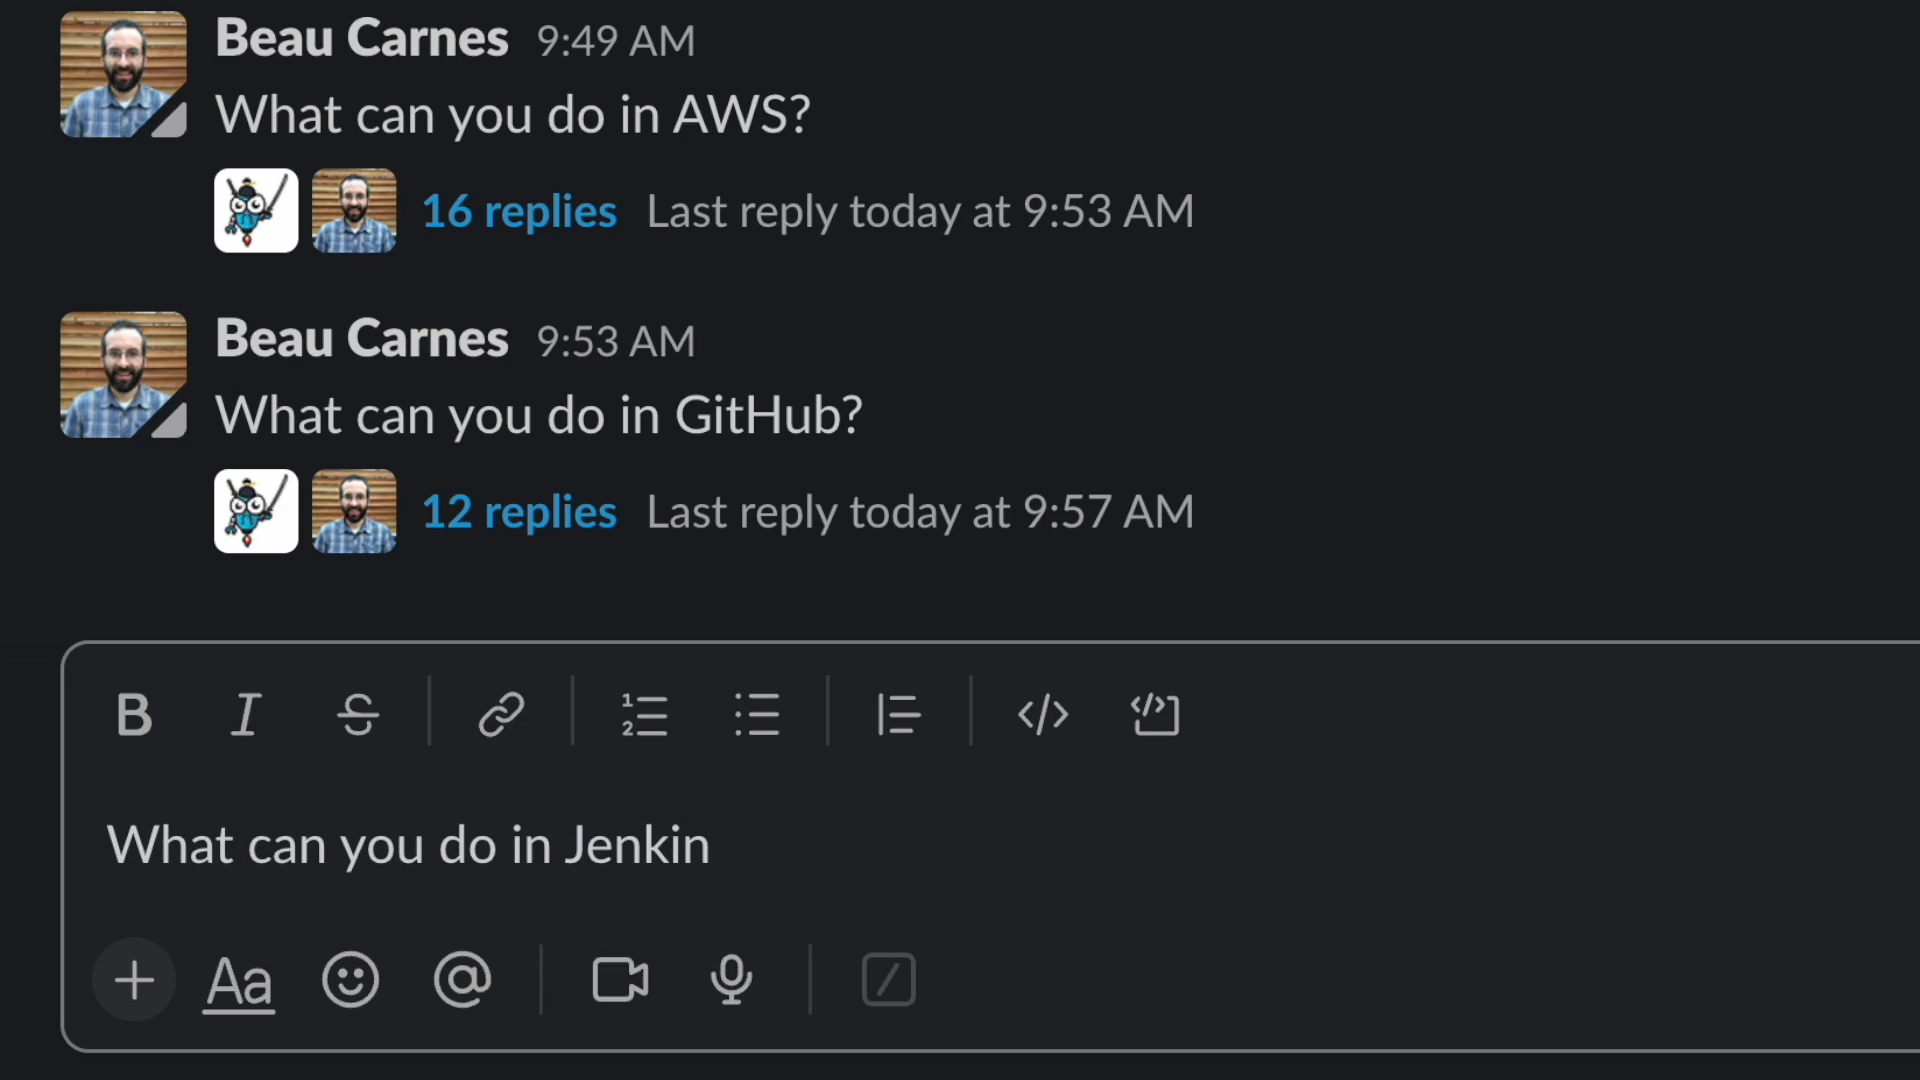 Beau Carnes 9:49 AM
What can you do in AWS?
16 replies Last reply today at 9:53 AM
Beau Carnes 9:53 AM
What can you do in GitHub?
12 replies Last reply today at 9:57 AM
B I S
What can you do in Jenkin
Aa